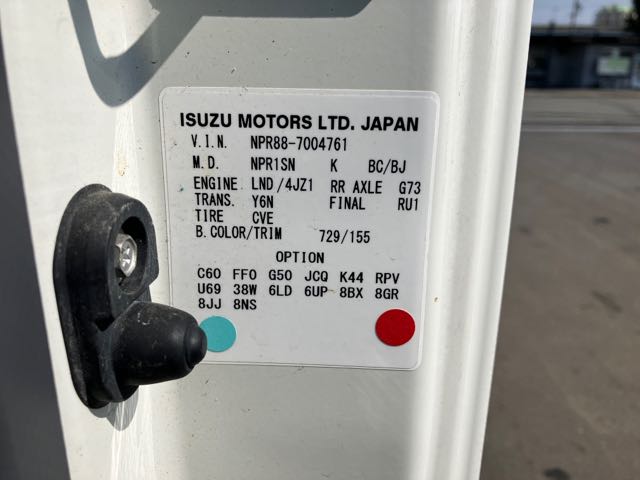 ISUZU MOTORS LTD. JAPAN
V.I.N. NPR88-7004761
M.D. NPR1SN K BC/BJ
ENGINE LND/4JZ1 RR AXLE G73
TRANS. Y6N FINAL RU1
TIRE CVE
B.COLOR/TRIM 729/155
OPTION
C60 FF0 G50 JCQ K44 RPV
U69 38W 6LD 6UP 8BX 8GR
8JJ 8NS